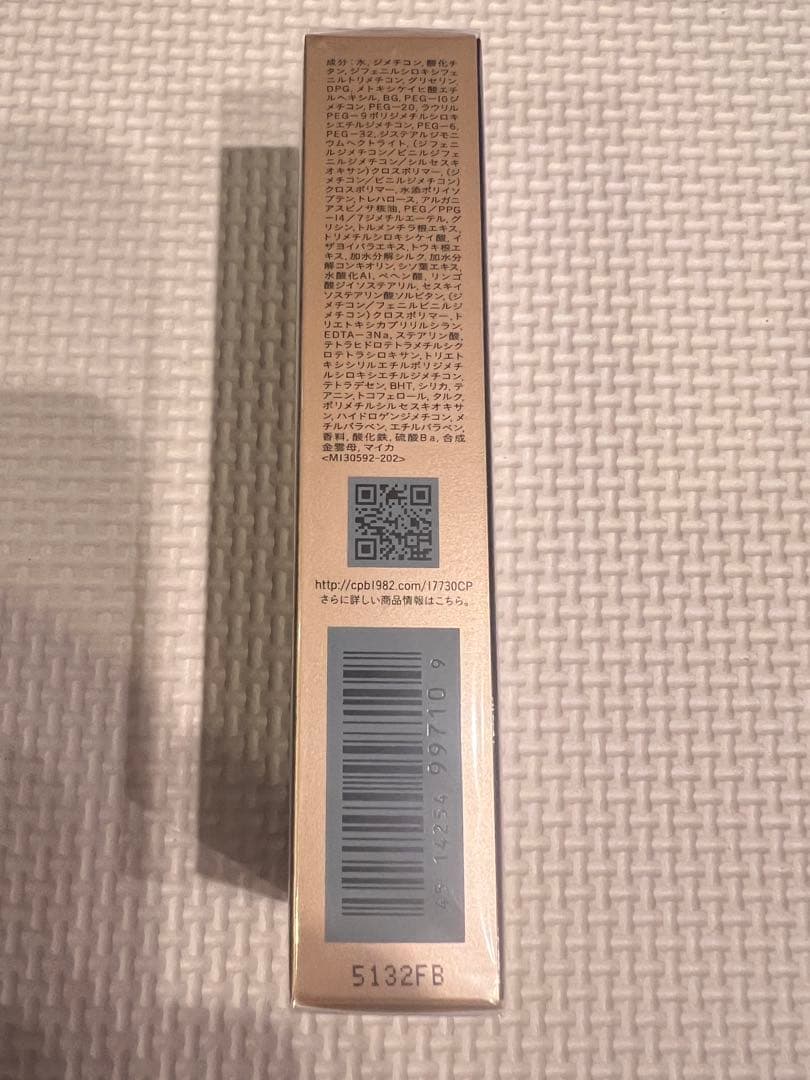 成分：水, ジメチコン, 酸化チ
タン, ジフェニルシロキシフェ
ニルトリメチコン, グリセリン,
DPG, メトキシケイヒ酸エチ
ルヘキシル, BG, PEG-10ジ
メチコン, PEG-20, ラウリル
PEG-9ポリジメチルシロキ
シエチルジメチコン, PEG-6,
PEG-32, ジステアルジモニ
ウムヘクトライト, (ジフェニ
ルジメチコン／ビニルジフェ
ニルジメチコン／シルセスキ
オキサン)クロスポリマー, (ジ
メチコン／ビニルジメチコン)
クロスポリマー, 水添ポリイソ
ブテン, トレハロース, アルガニ
アスピノサ核油, PEG／PPG
-14／7ジメチルエーテル, グ
リシン, トルメンチラ根エキス,
トリメチルシロキシケイ酸, イ
ザヨイバラエキス, トウキ根エ
キス, 加水分解シルク, 加水分
解コンキオリン, シソ葉エキス,
水酸化Al, ベヘン酸, リンゴ
酸ジイソステアリル, セスキイ
ソステアリン酸ソルビタン, (ジ
メチコン／フェニルビニルジ
メチコン)クロスポリマー, ト
リエトキシカプリリルシラン,
EDTA-3Na, ステアリン酸,
テトラヒドロテトラメチルシク
ロテトラシロキサン, トリエト
キシシリルエチルポリジメチ
ルシロキシエチルジメチコン,
テトラデセン, BHT, シリカ, テ
アニン, トコフェロール, タルク,
ポリメチルシルセスキオキサ
ン, ハイドロゲンジメチコン, メ
チルパラベン, エチルパラベン,
香料, 酸化鉄, 硫酸Ba, 合成
金雲母, マイカ
<MI30592-202>
http://cpb1982.com/17730CP
さらに詳しい商品情報はこちら。
4 5 14254 99710 9
5132FB